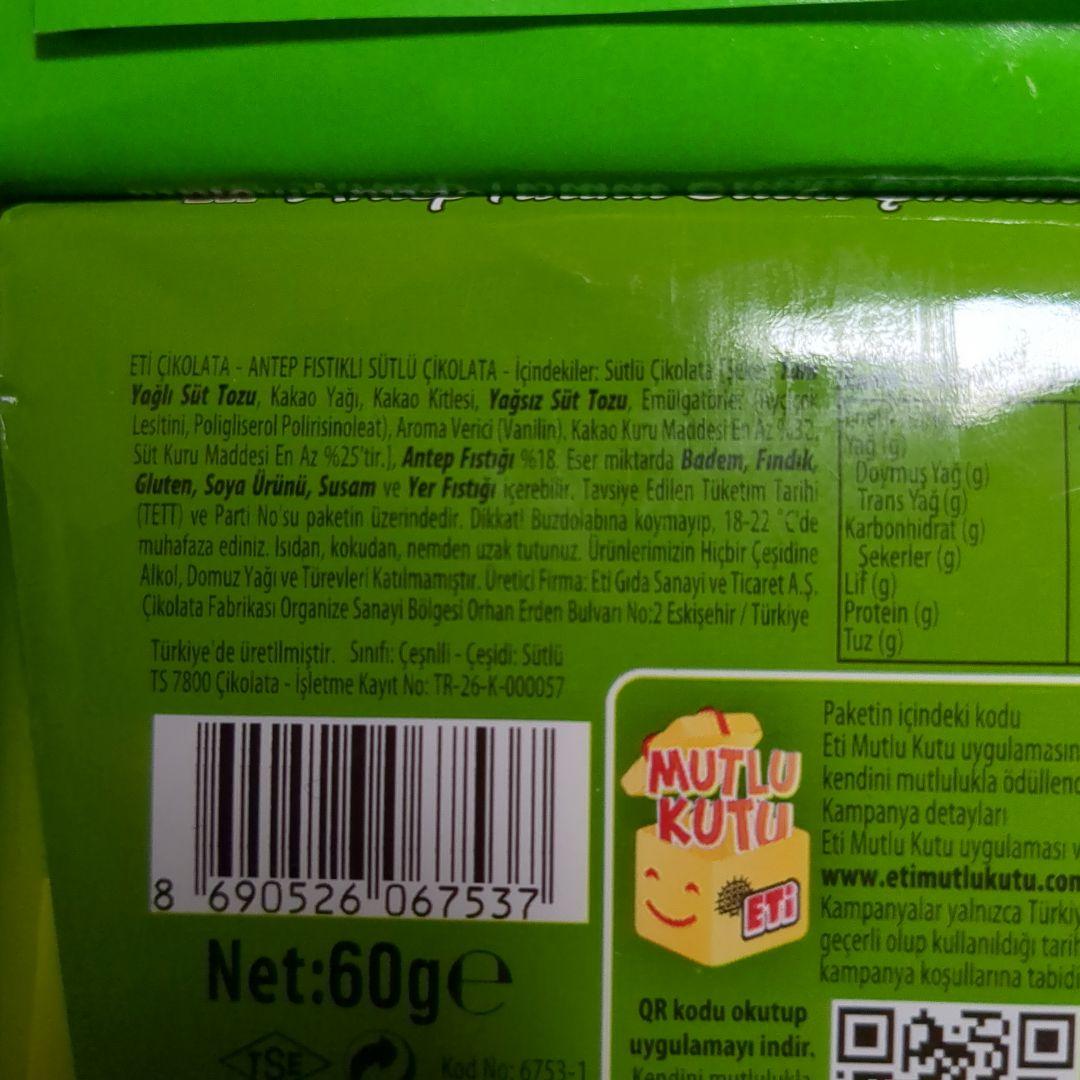 ETİ ÇİKOLATA - ANTEP FISTIKLI SÜTLÜ ÇİKOLATA - İçindekiler: Sütlü Çikolata
Yağlı Süt Tozu, Kakao Yağı, Kakao Kitlesi, Yağsız Süt Tozu,
Lesitini, Poligliserol Polirisinoleat), Aroma Verici (Vanilin). Kakao Kuru Maddesi En Az %32,
Süt Kuru Maddesi En Az %25'tir.], Antep Fıstığı %18. Eser miktarda Badem, Fındık,
Gluten, Soya Ürünü, Susam ve Yer Fıstığı içerebilir. Tavsiye Edilen Tüketim Tarihi
(TETT) ve Parti No'su paketin üzerindedir. Dikkat! Buzdolabına koymayıp, 18-22 °C'de
muhafaza ediniz. Isıdan, kokudan, nemden uzak tutunuz. Ürünlerimizin Hiçbir Çeşidine
Alkol, Domuz Yağı ve Türevleri Katılmamıştır. Üretici Firma: Eti Gıda Sanayi ve Ticaret A.Ş.
Çikolata Fabrikası Organize Sanayi Bölgesi Orhan Erden Bulvarı No:2 Eskişehir / Türkiye
Türkiye'de üretilmiştir. Sınıfı: Çeşnili - Çeşidi: Sütlü
TS 7800 Çikolata - İşletme Kayıt No: TR-26-K-000057
8 690526 067537
Net:60g e
TSE
Kod No: 6753-1
Yağ (g)
Doymuş Yağ (g)
Trans Yağ (g)
Karbonhidrat (g)
Şekerler (g)
Lif (g)
Protein (g)
Tuz (g)
MUTLU
KUTU
ETİ
Paketin içindeki kodu
Eti Mutlu Kutu uygulamasın
kendini mutlulukla ödüllend
Kampanya detayları
Eti Mutlu Kutu uygulaması v
www.etimutlukutu.com
Kampanyalar yalnızca Türkiy
geçerli olup kullanıldığı tarih
kampanya koşullarına tabidi
QR kodu okutup
uygulamayı indir.
Kendini mutlulukla